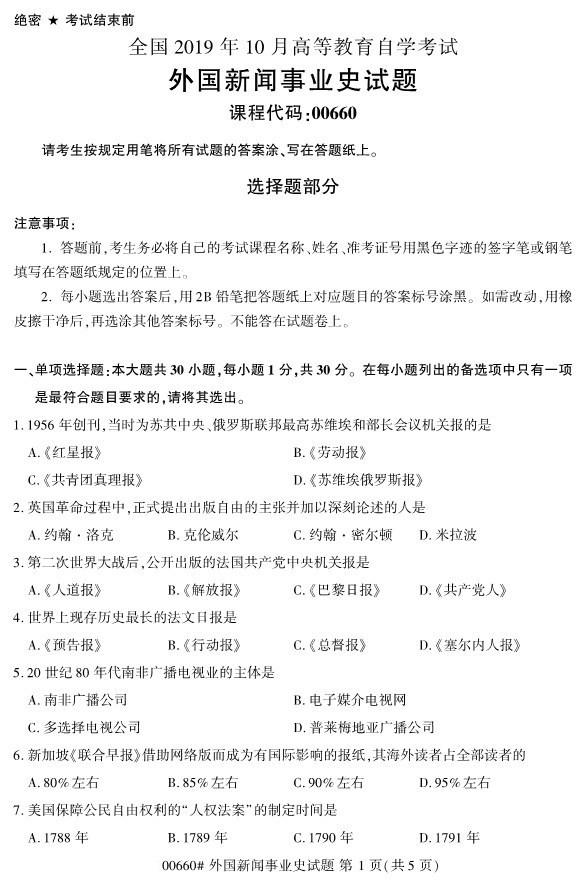 绝密 ★ 考试结束前
全国 2019 年 10 月高等教育自学考试
外国新闻事业史试题
课程代码:00660
请考生按规定用笔将所有试题的答案涂、写在答题纸上。
选择题部分
注意事项:
1. 答题前,考生务必将自己的考试课程名称、姓名、准考证号用黑色字迹的签字笔或钢笔
填写在答题纸规定的位置上。
2. 每小题选出答案后,用 2B 铅笔把答题纸上对应题目的答案标号涂黑。如需改动,用橡
皮擦干净后,再选涂其他答案标号。不能答在试题卷上。
一、单项选择题:本大题共 30 小题,每小题 1 分,共 30 分。在每小题列出的备选项中只有一项
是最符合题目要求的,请将其选出。
1. 1956 年创刊,当时为苏共中央、俄罗斯联邦最高苏维埃和部长会议机关报的是
A.《红星报》 B.《劳动报》
C.《共青团真理报》 D.《苏维埃俄罗斯报》
2. 英国革命过程中,正式提出出版自由的主张并加以深刻论述的人是
A. 约翰·洛克 B. 克伦威尔 C. 约翰·密尔顿 D. 米拉波
3. 第二次世界大战后,公开出版的法国共产党中央机关报是
A.《人道报》 B.《解放报》 C.《巴黎日报》 D.《共产党人》
4. 世界上现存历史最长的法文日报是
A.《预告报》 B.《行动报》 C.《总督报》 D.《塞尔内人报》
5. 20 世纪 80 年代南非广播电视业的主体是
A. 南非广播公司 B. 电子媒介电视网
C. 多选择电视公司 D. 普莱梅地亚广播公司
6. 新加坡《联合早报》借助网络版而成为有国际影响的报纸,其海外读者占全部读者的
A. 80%左右 B. 85%左右 C. 90%左右 D. 95%左右
7. 美国保障公民自由权利的“人权法案”的制定时间是
A. 1788 年 B. 1789 年 C. 1790 年 D. 1791 年
00660# 外国新闻事业史试题 第 1 页(共 5 页)